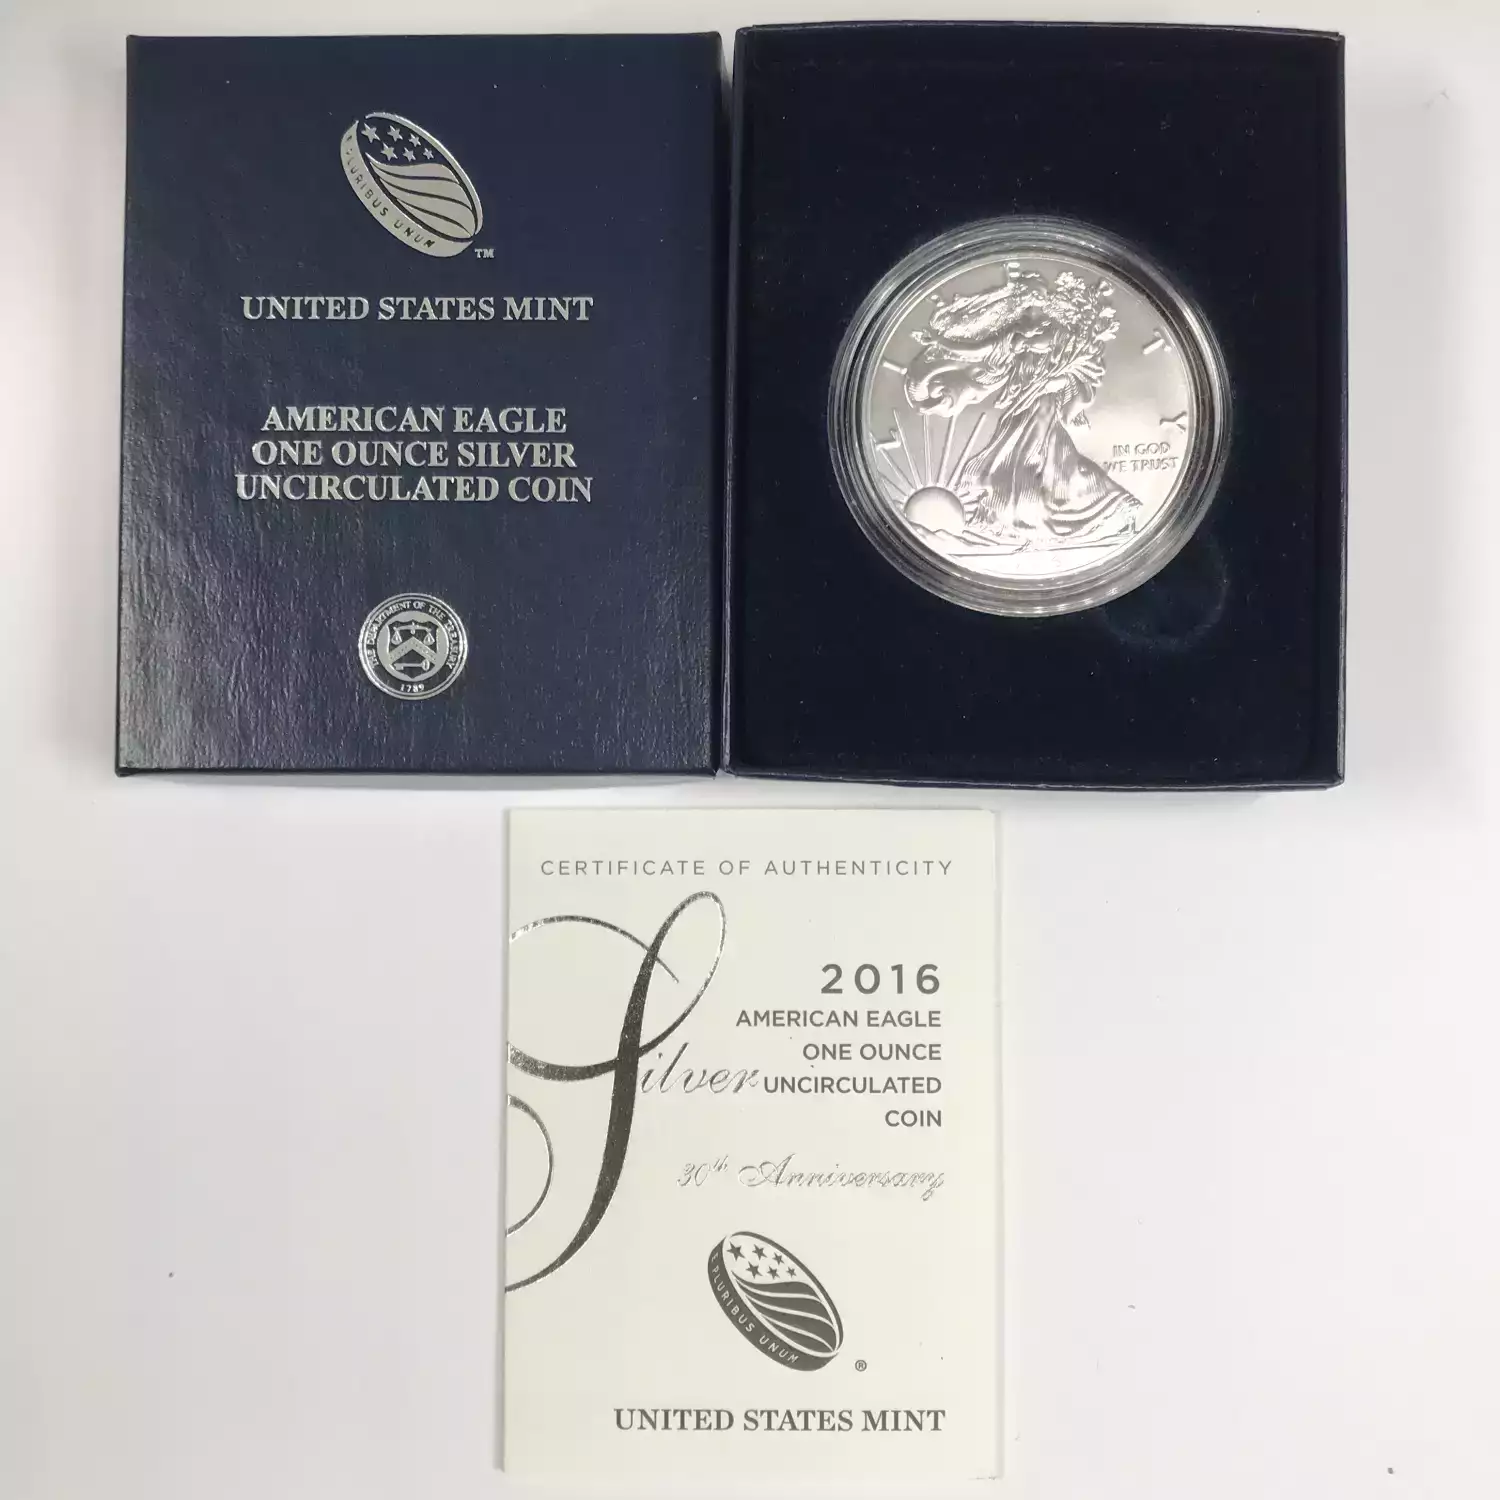 E PLURIBUS UNUM
TM
UNITED STATES MINT
AMERICAN EAGLE
ONE OUNCE SILVER
UNCIRCULATED COIN
THE DEPARTMENT OF THE TREASURY
1789
LIBERTY
IN GOD
WE TRUST
CERTIFICATE OF AUTHENTICITY
2016
AMERICAN EAGLE
ONE OUNCE
Silver UNCIRCULATED
COIN
30th Anniversary
E PLURIBUS UNUM
®
UNITED STATES MINT